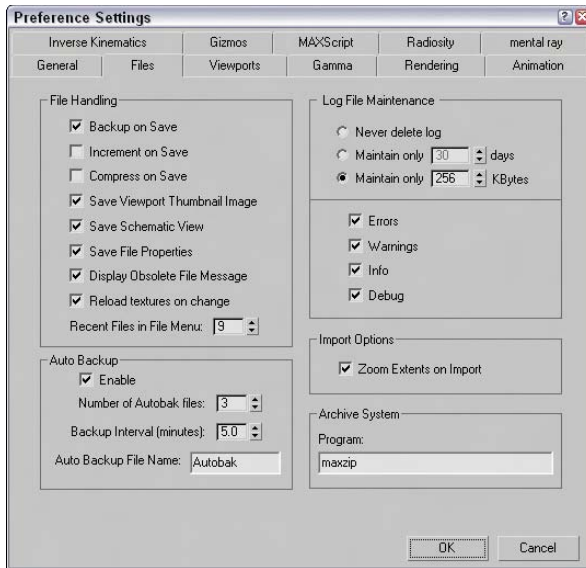 Preference Settings
Inverse Kinematics Gizmos MAXScript Radiosity mental ray
General Files Viewports Gamma Rendering Animation
File Handling
Backup on Save
Increment on Save
Compress on Save
Save Viewport Thumbnail Image
Save Schematic View
Save File Properties
Display Obsolete File Message
Reload textures on change
Recent Files in File Menu: 9
Auto Backup
Enable
Number of Autobak files: 3
Backup Interval (minutes): 5.0
Auto Backup File Name: Autobak
Log File Maintenance
Never delete log
Maintain only 30 days
Maintain only 256 KBytes
Errors
Warnings
Info
Debug
Import Options
Zoom Extents on Import
Archive System
Program:
maxzip
OK Cancel